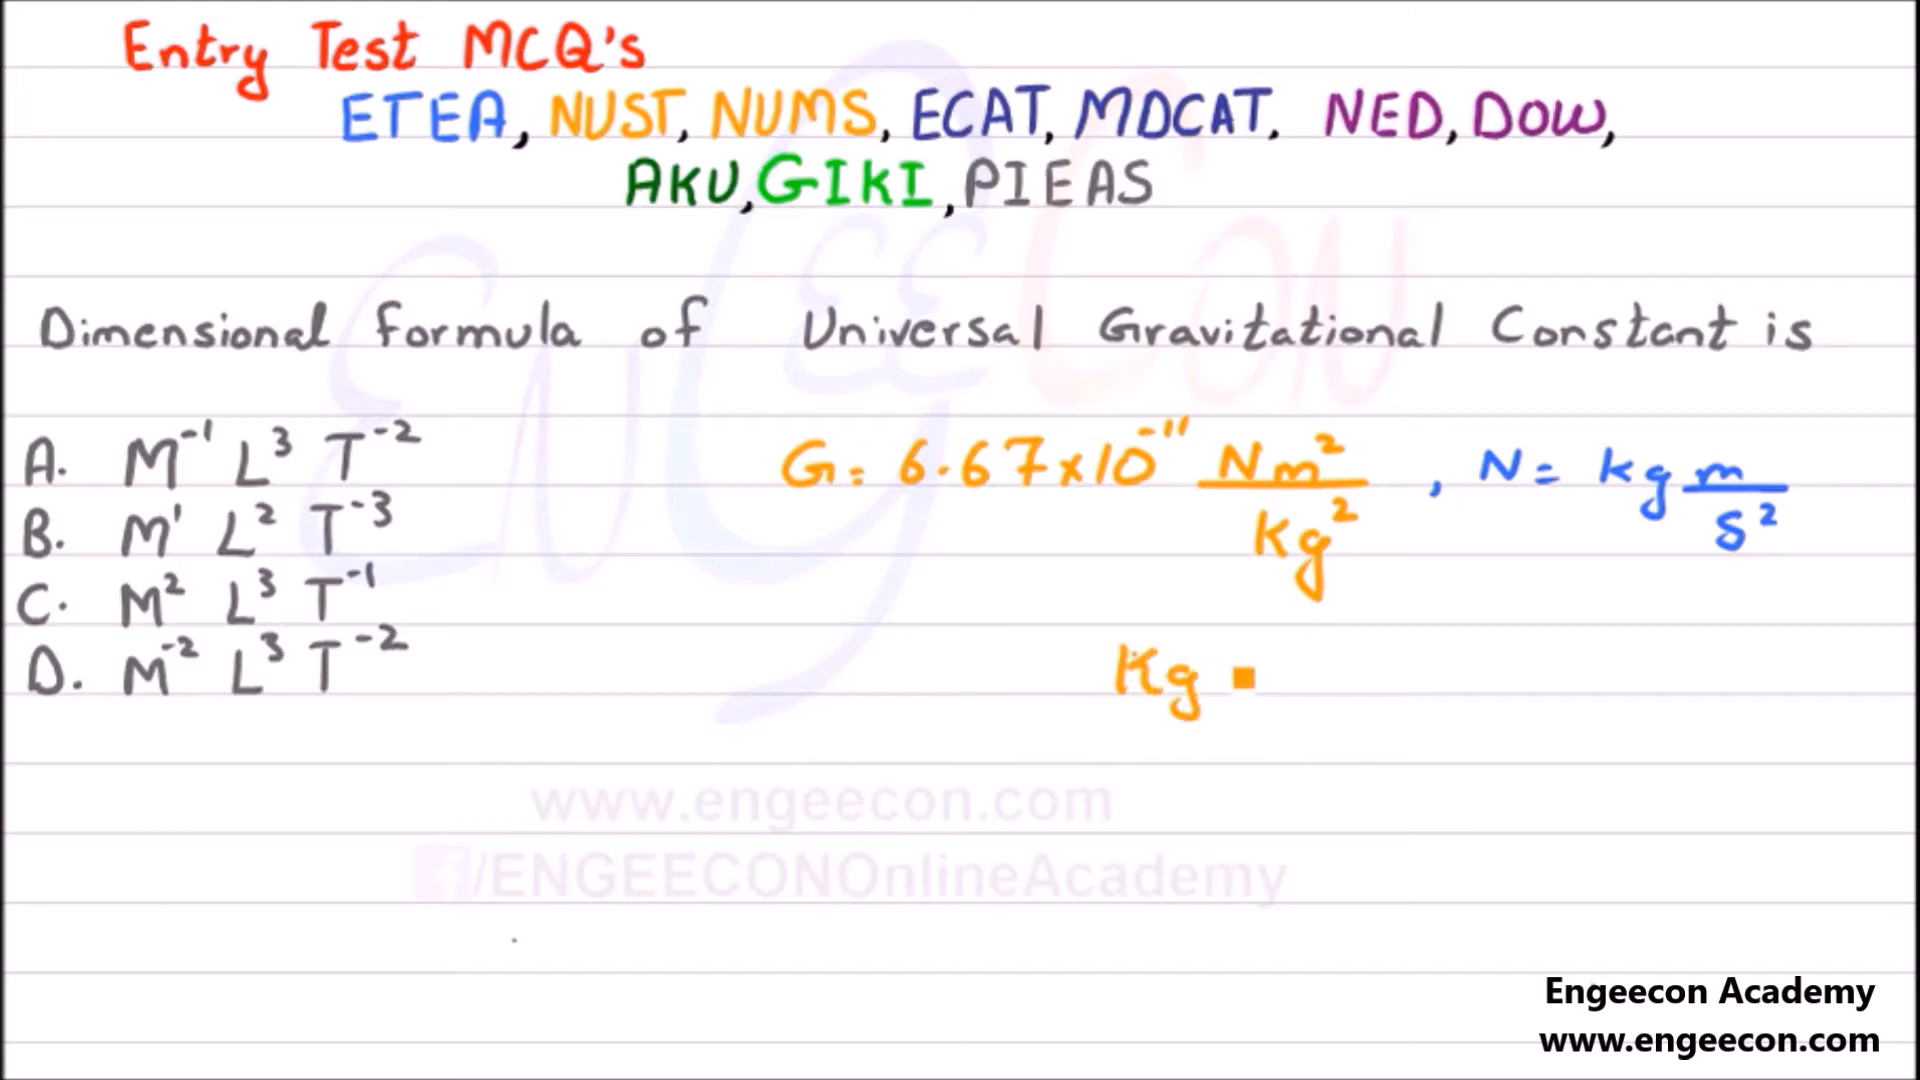 Entry Test MCQ's
ETEA, NUST, NUMS, ECAT, MDCAT, NED, DOW,
AKU, GIKI, PIEAS
ENGEECON
Dimensional Formula of Universal Gravitational Constant is
A. M⁻¹ L³ T⁻²
B. M¹ L² T⁻³
C. M² L³ T⁻¹
D. M⁻² L³ T⁻²
G = 6.67×10⁻¹¹ Nm²/kg² , N = kg m/s²
Kg
www.engeecon.com
f/ENGEECONOnlineAcademy
Engeecon Academy
www.engeecon.com